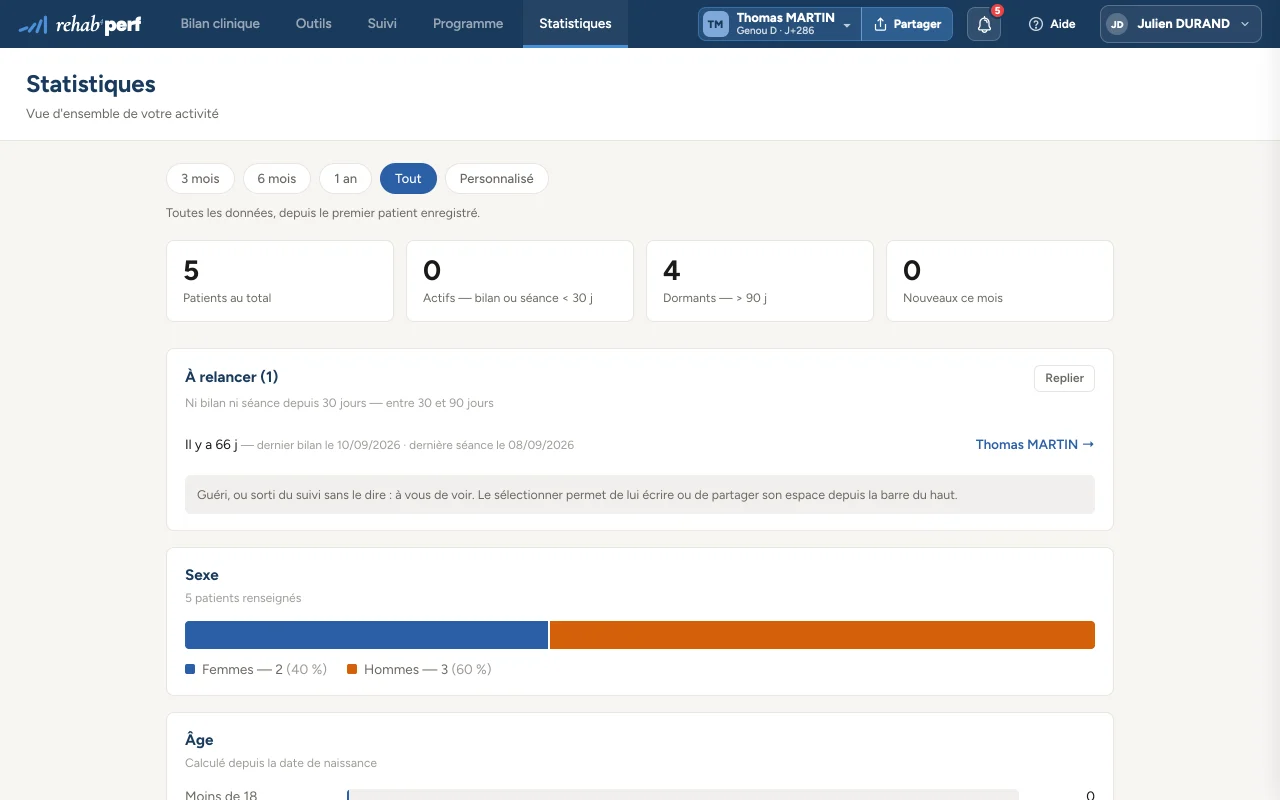 rehab'perf
Bilan clinique
Outils
Suivi
Programme
Statistiques
TM
Thomas MARTIN
Genou D · J+286
Partager
5
Aide
JD
Julien DURAND
Statistiques
Vue d'ensemble de votre activité
3 mois
6 mois
1 an
Tout
Personnalisé
Toutes les données, depuis le premier patient enregistré.
5
Patients au total
0
Actifs — bilan ou séance < 30 j
4
Dormants — > 90 j
0
Nouveaux ce mois
À relancer (1)
Replier
Ni bilan ni séance depuis 30 jours — entre 30 et 90 jours
Il y a 66 j — dernier bilan le 10/09/2026 · dernière séance le 08/09/2026
Thomas MARTIN →
Guéri, ou sorti du suivi sans le dire : à vous de voir. Le sélectionner permet de lui écrire ou de partager son espace depuis la barre du haut.
Sexe
5 patients renseignés
Femmes — 2 (40 %)
Hommes — 3 (60 %)
Âge
Calculé depuis la date de naissance
Moins de 18
0